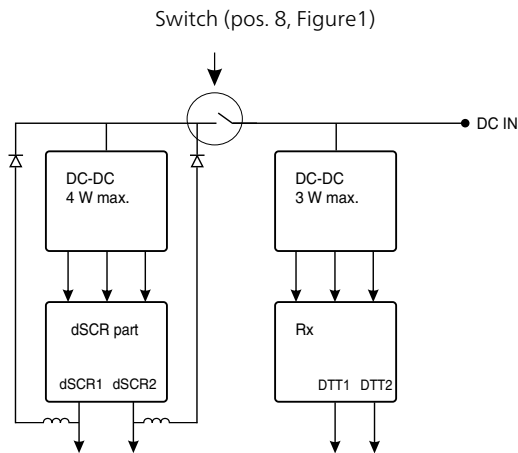 Switch (pos. 8, Figure1)
DC IN
DC-DC
4 W max.
DC-DC
3 W max.
dSCR part
dSCR1 dSCR2
Rx
DTT1 DTT2